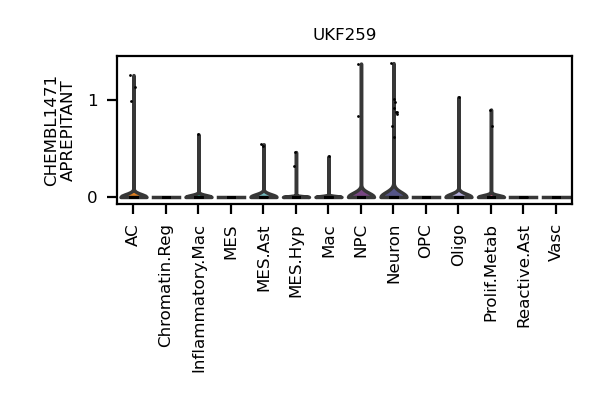 UKF259
CHEMBL1471
APREPITANT
1
0
AC
Chromatin.Reg
Inflammatory.Mac
MES
MES.Ast
MES.Hyp
Mac
NPC
Neuron
OPC
Oligo
Prolif.Metab
Reactive.Ast
Vasc